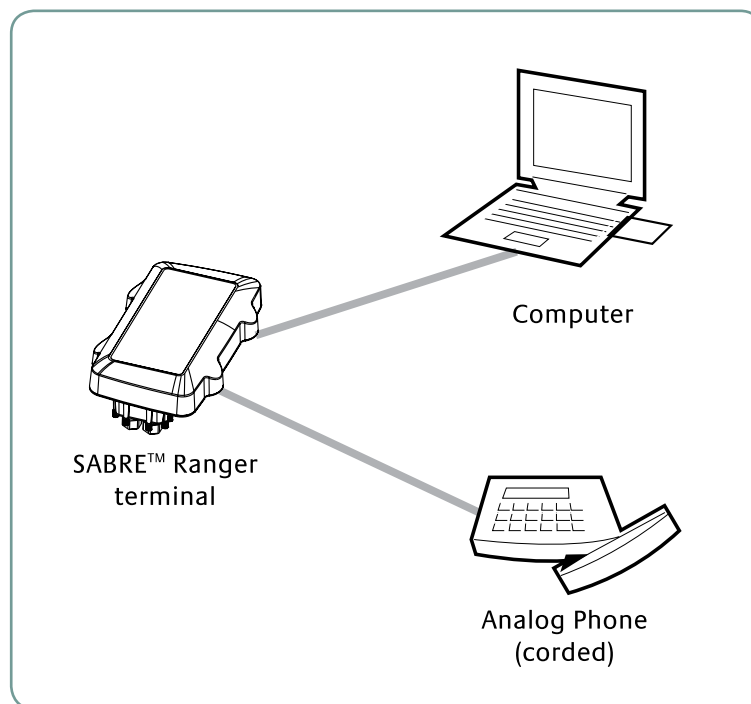 Computer
SABRE™ Ranger
terminal
Analog Phone
(corded)